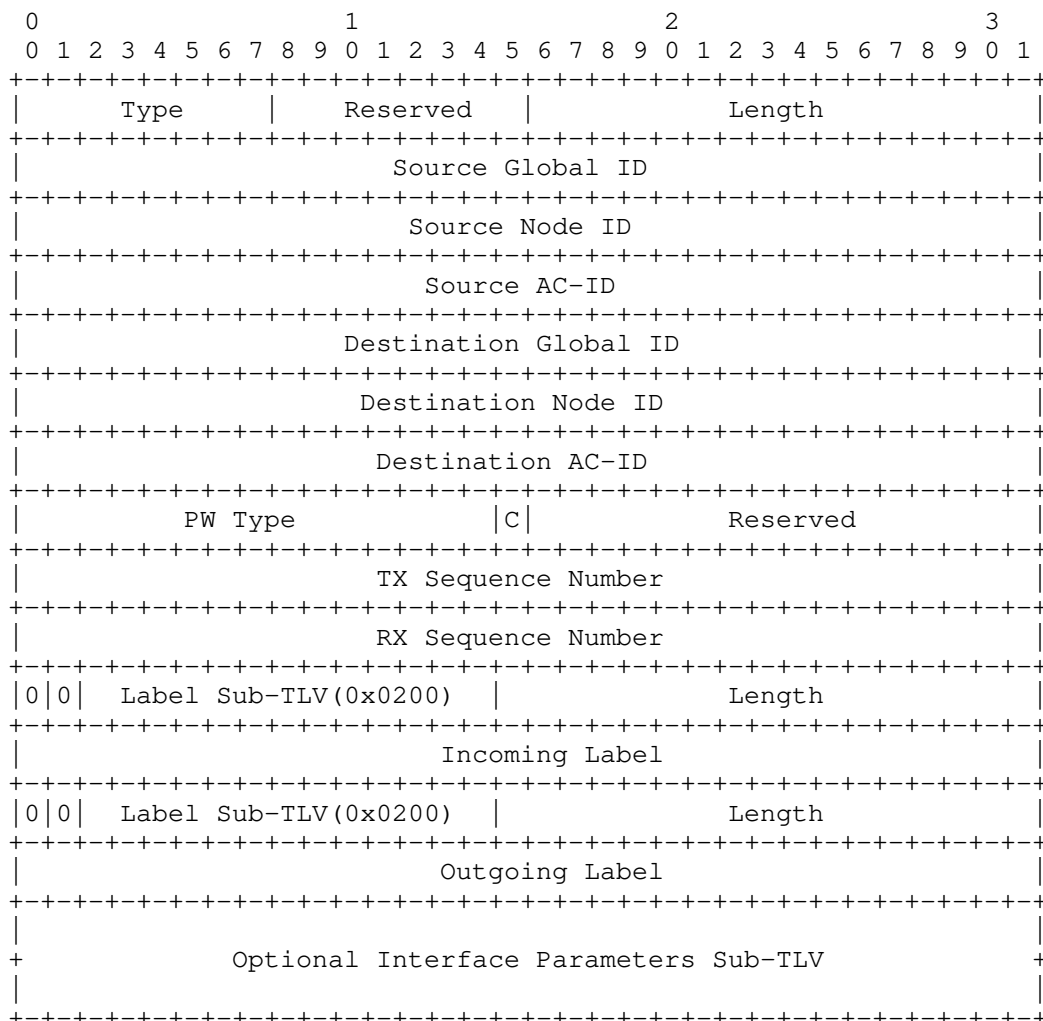 0                   1                   2                   3
 0 1 2 3 4 5 6 7 8 9 0 1 2 3 4 5 6 7 8 9 0 1 2 3 4 5 6 7 8 9 0 1
+-+-+-+-+-+-+-+-+-+-+-+-+-+-+-+-+-+-+-+-+-+-+-+-+-+-+-+-+-+-+-+-+
|      Type     |    Reserved   |            Length             |
+-+-+-+-+-+-+-+-+-+-+-+-+-+-+-+-+-+-+-+-+-+-+-+-+-+-+-+-+-+-+-+-+
|                       Source Global ID                        |
+-+-+-+-+-+-+-+-+-+-+-+-+-+-+-+-+-+-+-+-+-+-+-+-+-+-+-+-+-+-+-+-+
|                        Source Node ID                         |
+-+-+-+-+-+-+-+-+-+-+-+-+-+-+-+-+-+-+-+-+-+-+-+-+-+-+-+-+-+-+-+-+
|                         Source AC-ID                          |
+-+-+-+-+-+-+-+-+-+-+-+-+-+-+-+-+-+-+-+-+-+-+-+-+-+-+-+-+-+-+-+-+
|                    Destination Global ID                      |
+-+-+-+-+-+-+-+-+-+-+-+-+-+-+-+-+-+-+-+-+-+-+-+-+-+-+-+-+-+-+-+-+
|                     Destination Node ID                       |
+-+-+-+-+-+-+-+-+-+-+-+-+-+-+-+-+-+-+-+-+-+-+-+-+-+-+-+-+-+-+-+-+
|                      Destination AC-ID                        |
+-+-+-+-+-+-+-+-+-+-+-+-+-+-+-+-+-+-+-+-+-+-+-+-+-+-+-+-+-+-+-+-+
|          PW Type            |C|            Reserved           |
+-+-+-+-+-+-+-+-+-+-+-+-+-+-+-+-+-+-+-+-+-+-+-+-+-+-+-+-+-+-+-+-+
|                      TX Sequence Number                       |
+-+-+-+-+-+-+-+-+-+-+-+-+-+-+-+-+-+-+-+-+-+-+-+-+-+-+-+-+-+-+-+-+
|                      RX Sequence Number                       |
+-+-+-+-+-+-+-+-+-+-+-+-+-+-+-+-+-+-+-+-+-+-+-+-+-+-+-+-+-+-+-+-+
|0|0|  Label Sub-TLV(0x0200)  |              Length             |
+-+-+-+-+-+-+-+-+-+-+-+-+-+-+-+-+-+-+-+-+-+-+-+-+-+-+-+-+-+-+-+-+
|                          Incoming Label                       |
+-+-+-+-+-+-+-+-+-+-+-+-+-+-+-+-+-+-+-+-+-+-+-+-+-+-+-+-+-+-+-+-+
|0|0|  Label Sub-TLV(0x0200)  |              Length             |
+-+-+-+-+-+-+-+-+-+-+-+-+-+-+-+-+-+-+-+-+-+-+-+-+-+-+-+-+-+-+-+-+
|                          Outgoing Label                       |
+-+-+-+-+-+-+-+-+-+-+-+-+-+-+-+-+-+-+-+-+-+-+-+-+-+-+-+-+-+-+-+-+
|                                                               |
+             Optional Interface Parameters Sub-TLV             +
|                                                               |
+-+-+-+-+-+-+-+-+-+-+-+-+-+-+-+-+-+-+-+-+-+-+-+-+-+-+-+-+-+-+-+-+